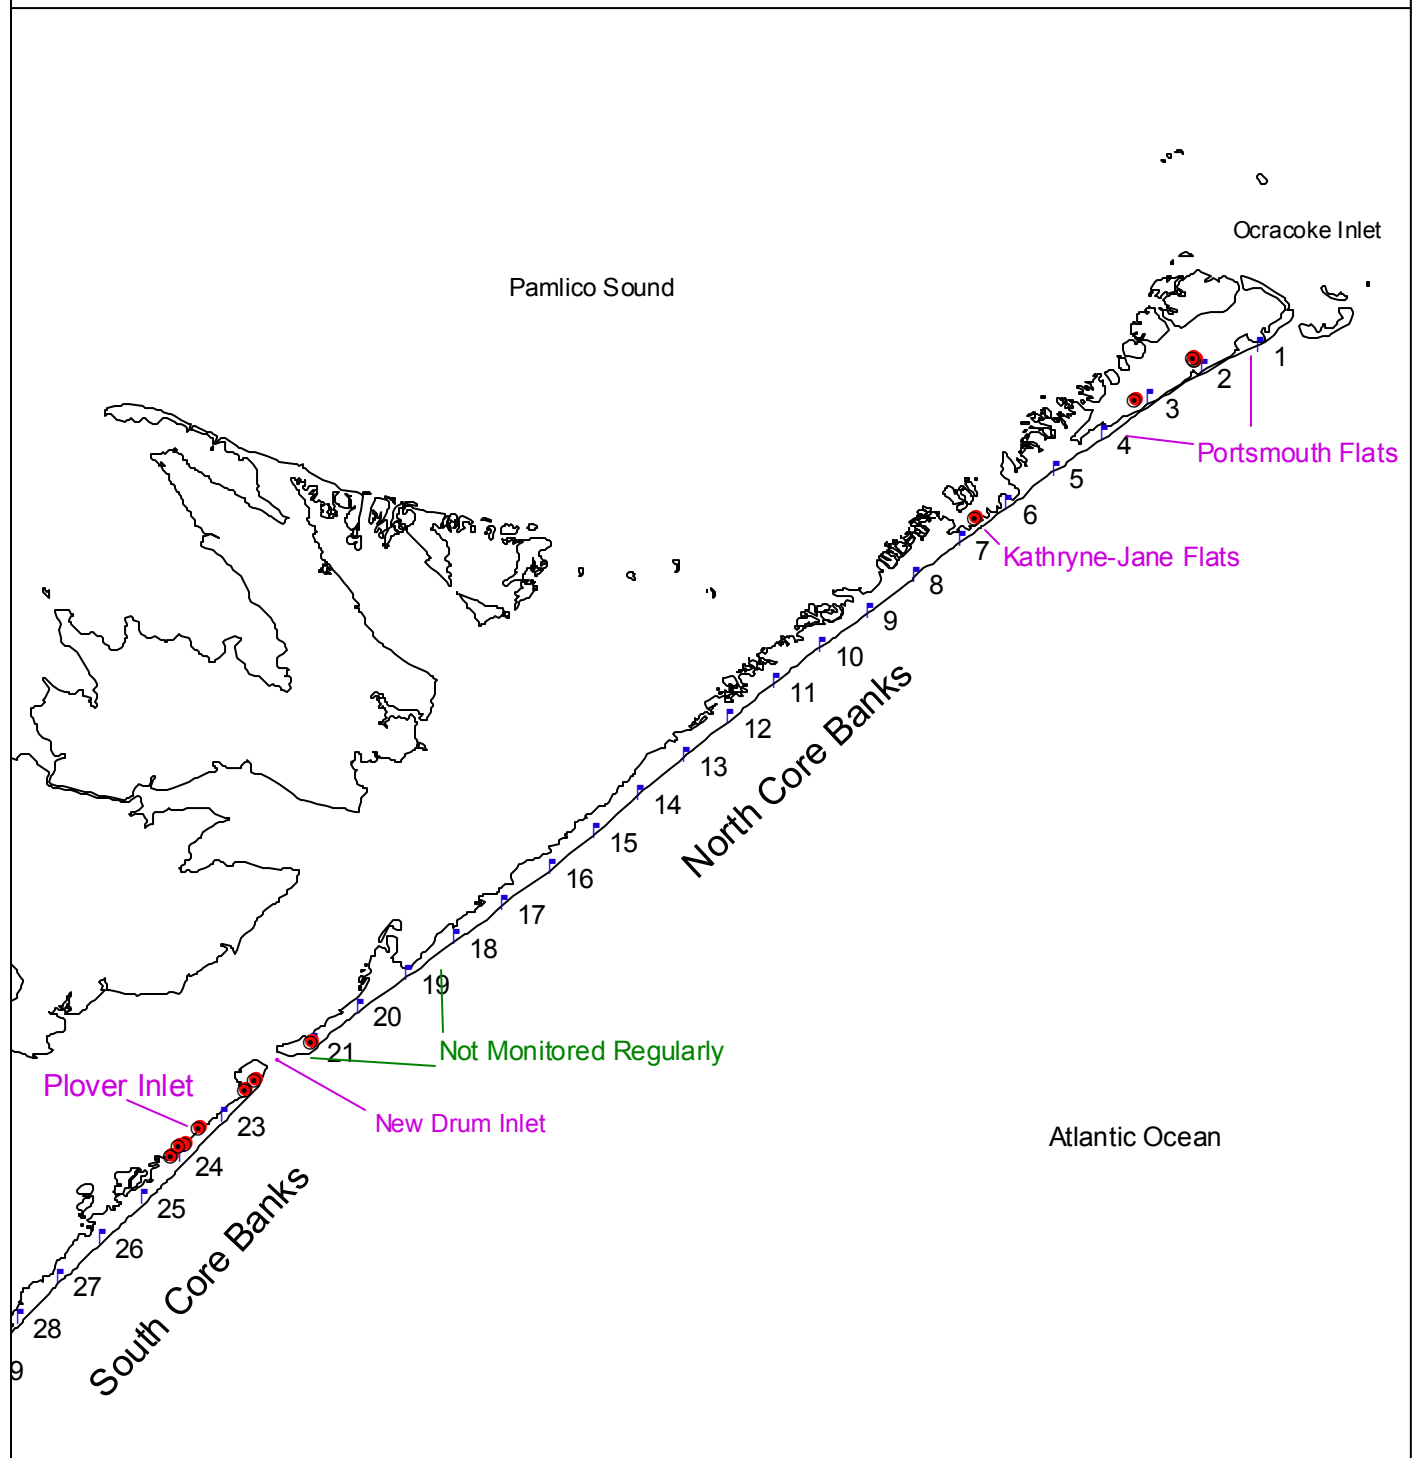 Ocracoke Inlet
Pamlico Sound
1
2
3
4
Portsmouth Flats
5
6
7
Kathryne-Jane Flats
8
9
10
11
12
13
14
North Core Banks
15
16
17
18
19
20
21
Not Monitored Regularly
Plover Inlet
New Drum Inlet
23
Atlantic Ocean
24
25
26
South Core Banks
27
28
9